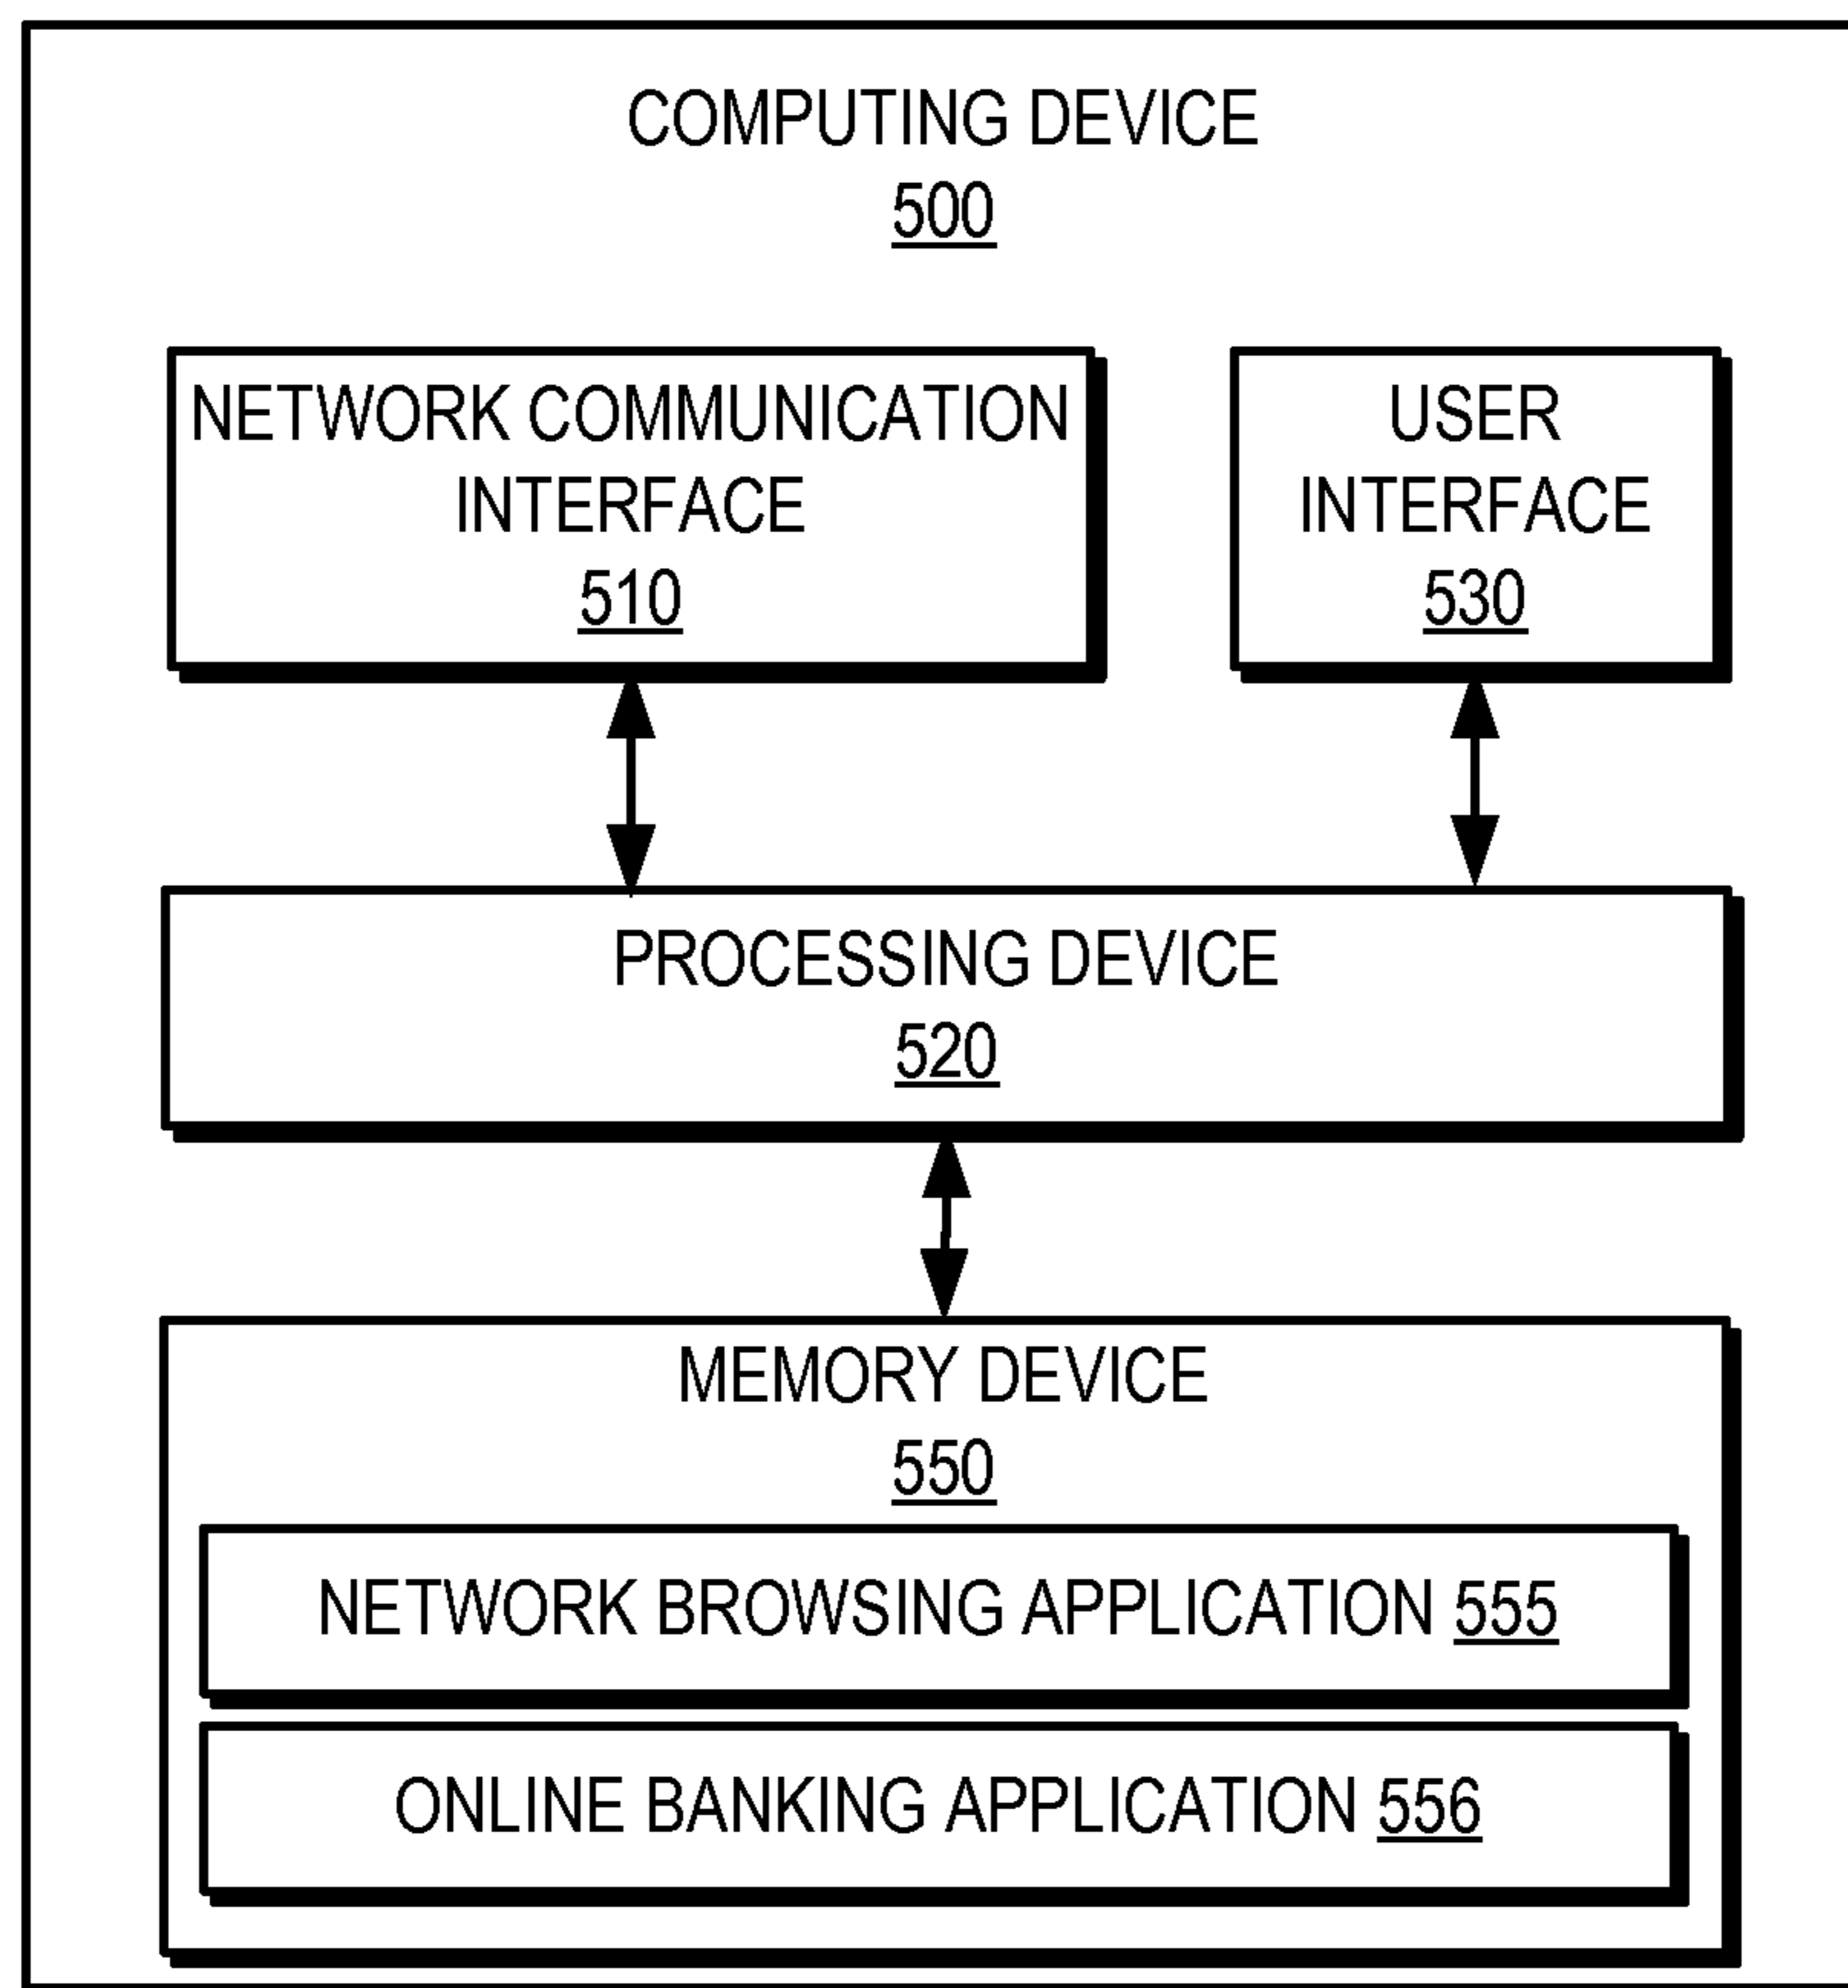 COMPUTING DEVICE
500
NETWORK COMMUNICATION
INTERFACE
510
USER
INTERFACE
530
PROCESSING DEVICE
520
MEMORY DEVICE
550
NETWORK BROWSING APPLICATION 555
ONLINE BANKING APPLICATION 556